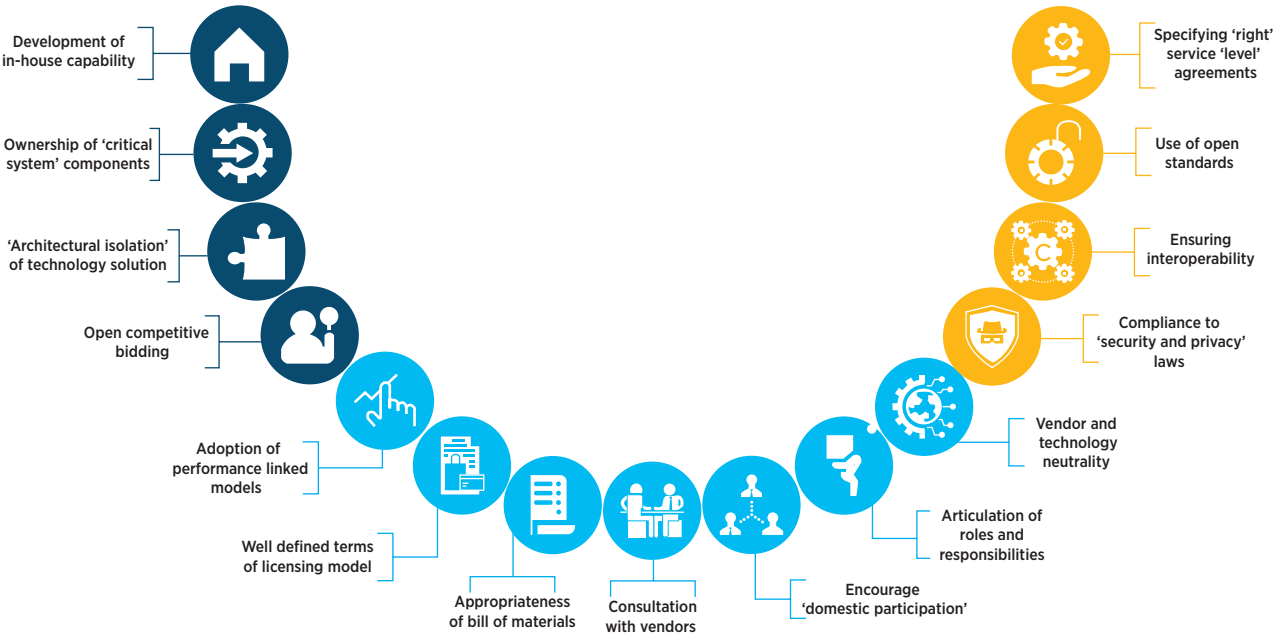 Development of
in-house capability
Ownership of ‘critical
system’ components
‘Architectural isolation’
of technology solution
Open competitive
bidding
Adoption of
performance linked
models
Well defined terms
of licensing model
Appropriateness
of bill of materials
Consultation
with vendors
Encourage
‘domestic participation’
Articulation of
roles and
responsibilities
Vendor and
technology
neutrality
Compliance to
‘security and privacy’
laws
Ensuring
interoperability
Use of open
standards
Specifying ‘right’
service ‘level’
agreements
C